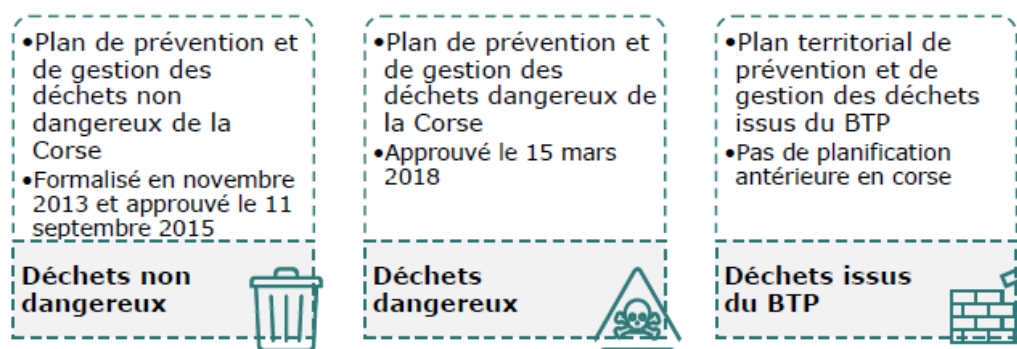 •Plan de prévention et
de gestion des
déchets non
dangereux de la
Corse
•Formalisé en novembre
2013 et approuvé le 11
septembre 2015
Déchets non
dangereux
•Plan de prévention et
de gestion des
déchets dangereux de
la Corse
•Approuvé le 15 mars
2018
Déchets
dangereux
•Plan territorial de
prévention et de
gestion des déchets
issus du BTP
•Pas de planification
antérieure en corse
Déchets issus
du BTP